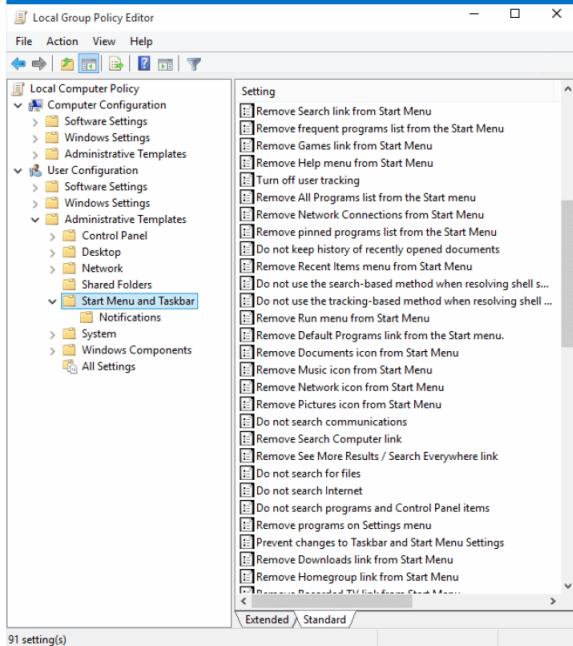 Local Group Policy Editor
File Action View Help
Local Computer Policy
Computer Configuration
Software Settings
Windows Settings
Administrative Templates
User Configuration
Software Settings
Windows Settings
Administrative Templates
Control Panel
Desktop
Network
Shared Folders
Start Menu and Taskbar
Notifications
System
Windows Components
All Settings
Setting
Remove Search link from Start Menu
Remove frequent programs list from the Start Menu
Remove Games link from Start Menu
Remove Help menu from Start Menu
Turn off user tracking
Remove All Programs list from the Start menu
Remove Network Connections from Start Menu
Remove pinned programs list from the Start Menu
Do not keep history of recently opened documents
Remove Recent Items menu from Start Menu
Do not use the search-based method when resolving shell s...
Do not use the tracking-based method when resolving shell ...
Remove Run menu from Start Menu
Remove Default Programs link from the Start menu.
Remove Documents icon from Start Menu
Remove Music icon from Start Menu
Remove Network icon from Start Menu
Remove Pictures icon from Start Menu
Do not search communications
Remove Search Computer link
Remove See More Results / Search Everywhere link
Do not search for files
Do not search Internet
Do not search programs and Control Panel items
Remove programs on Settings menu
Prevent changes to Taskbar and Start Menu Settings
Remove Downloads link from Start Menu
Remove Homegroup link from Start Menu
Remove Recorded TV link from Start Menu
Extended Standard
91 setting(s)